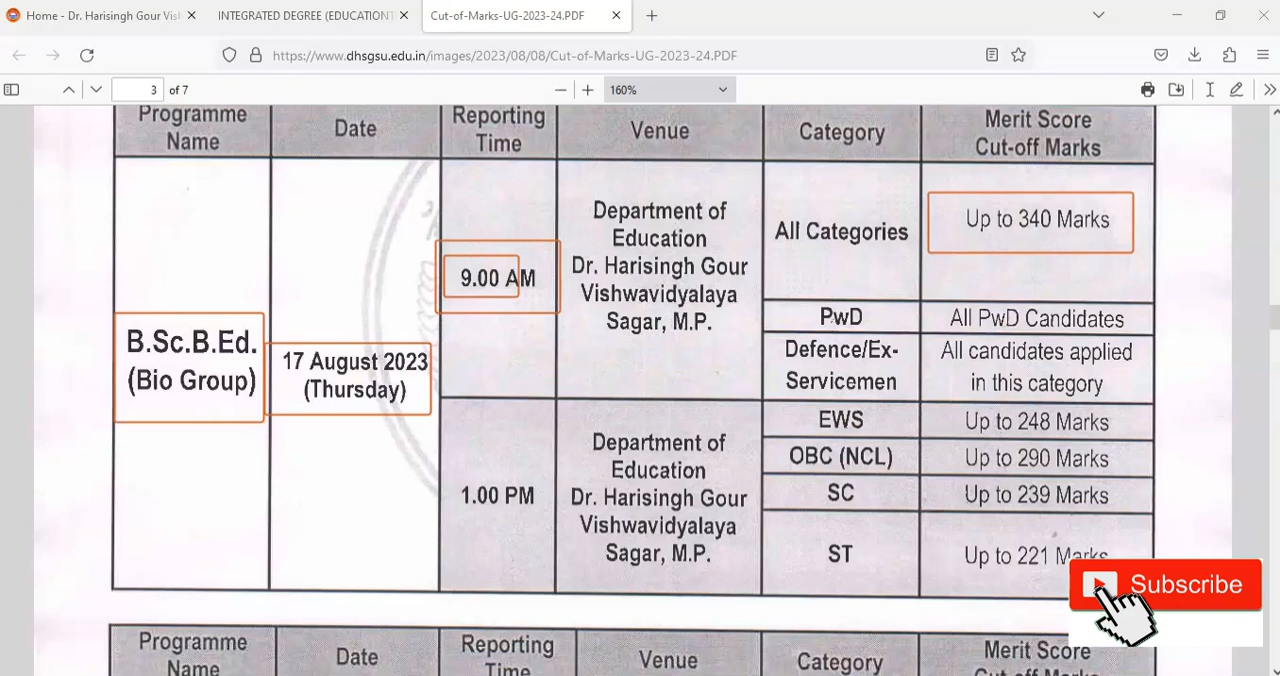 Home - Dr. Harisingh Gour Vish
INTEGRATED DEGREE (EDUCATION
Cut-of-Marks-UG-2023-24.PDF
https://www.dhsgsu.edu.in/images/2023/08/08/Cut-of-Marks-UG-2023-24.PDF
3 of 7
160%
Programme
Name
Date
Reporting
Time
Venue
Category
Merit Score
Cut-off Marks
B.Sc.B.Ed.
(Bio Group)
17 August 2023
(Thursday)
9.00 AM
Department of
Education
Dr. Harisingh Gour
Vishwavidyalaya
Sagar, M.P.
All Categories
Up to 340 Marks
PwD
All PwD Candidates
Defence/Ex-
Servicemen
All candidates applied
in this category
1.00 PM
Department of
Education
Dr. Harisingh Gour
Vishwavidyalaya
Sagar, M.P.
EWS
Up to 248 Marks
OBC (NCL)
Up to 290 Marks
SC
Up to 239 Marks
ST
Up to 221 Marks
Subscribe
Programme
Name
Date
Reporting
Time
Venue
Category
Merit Score
Cut-off Marks